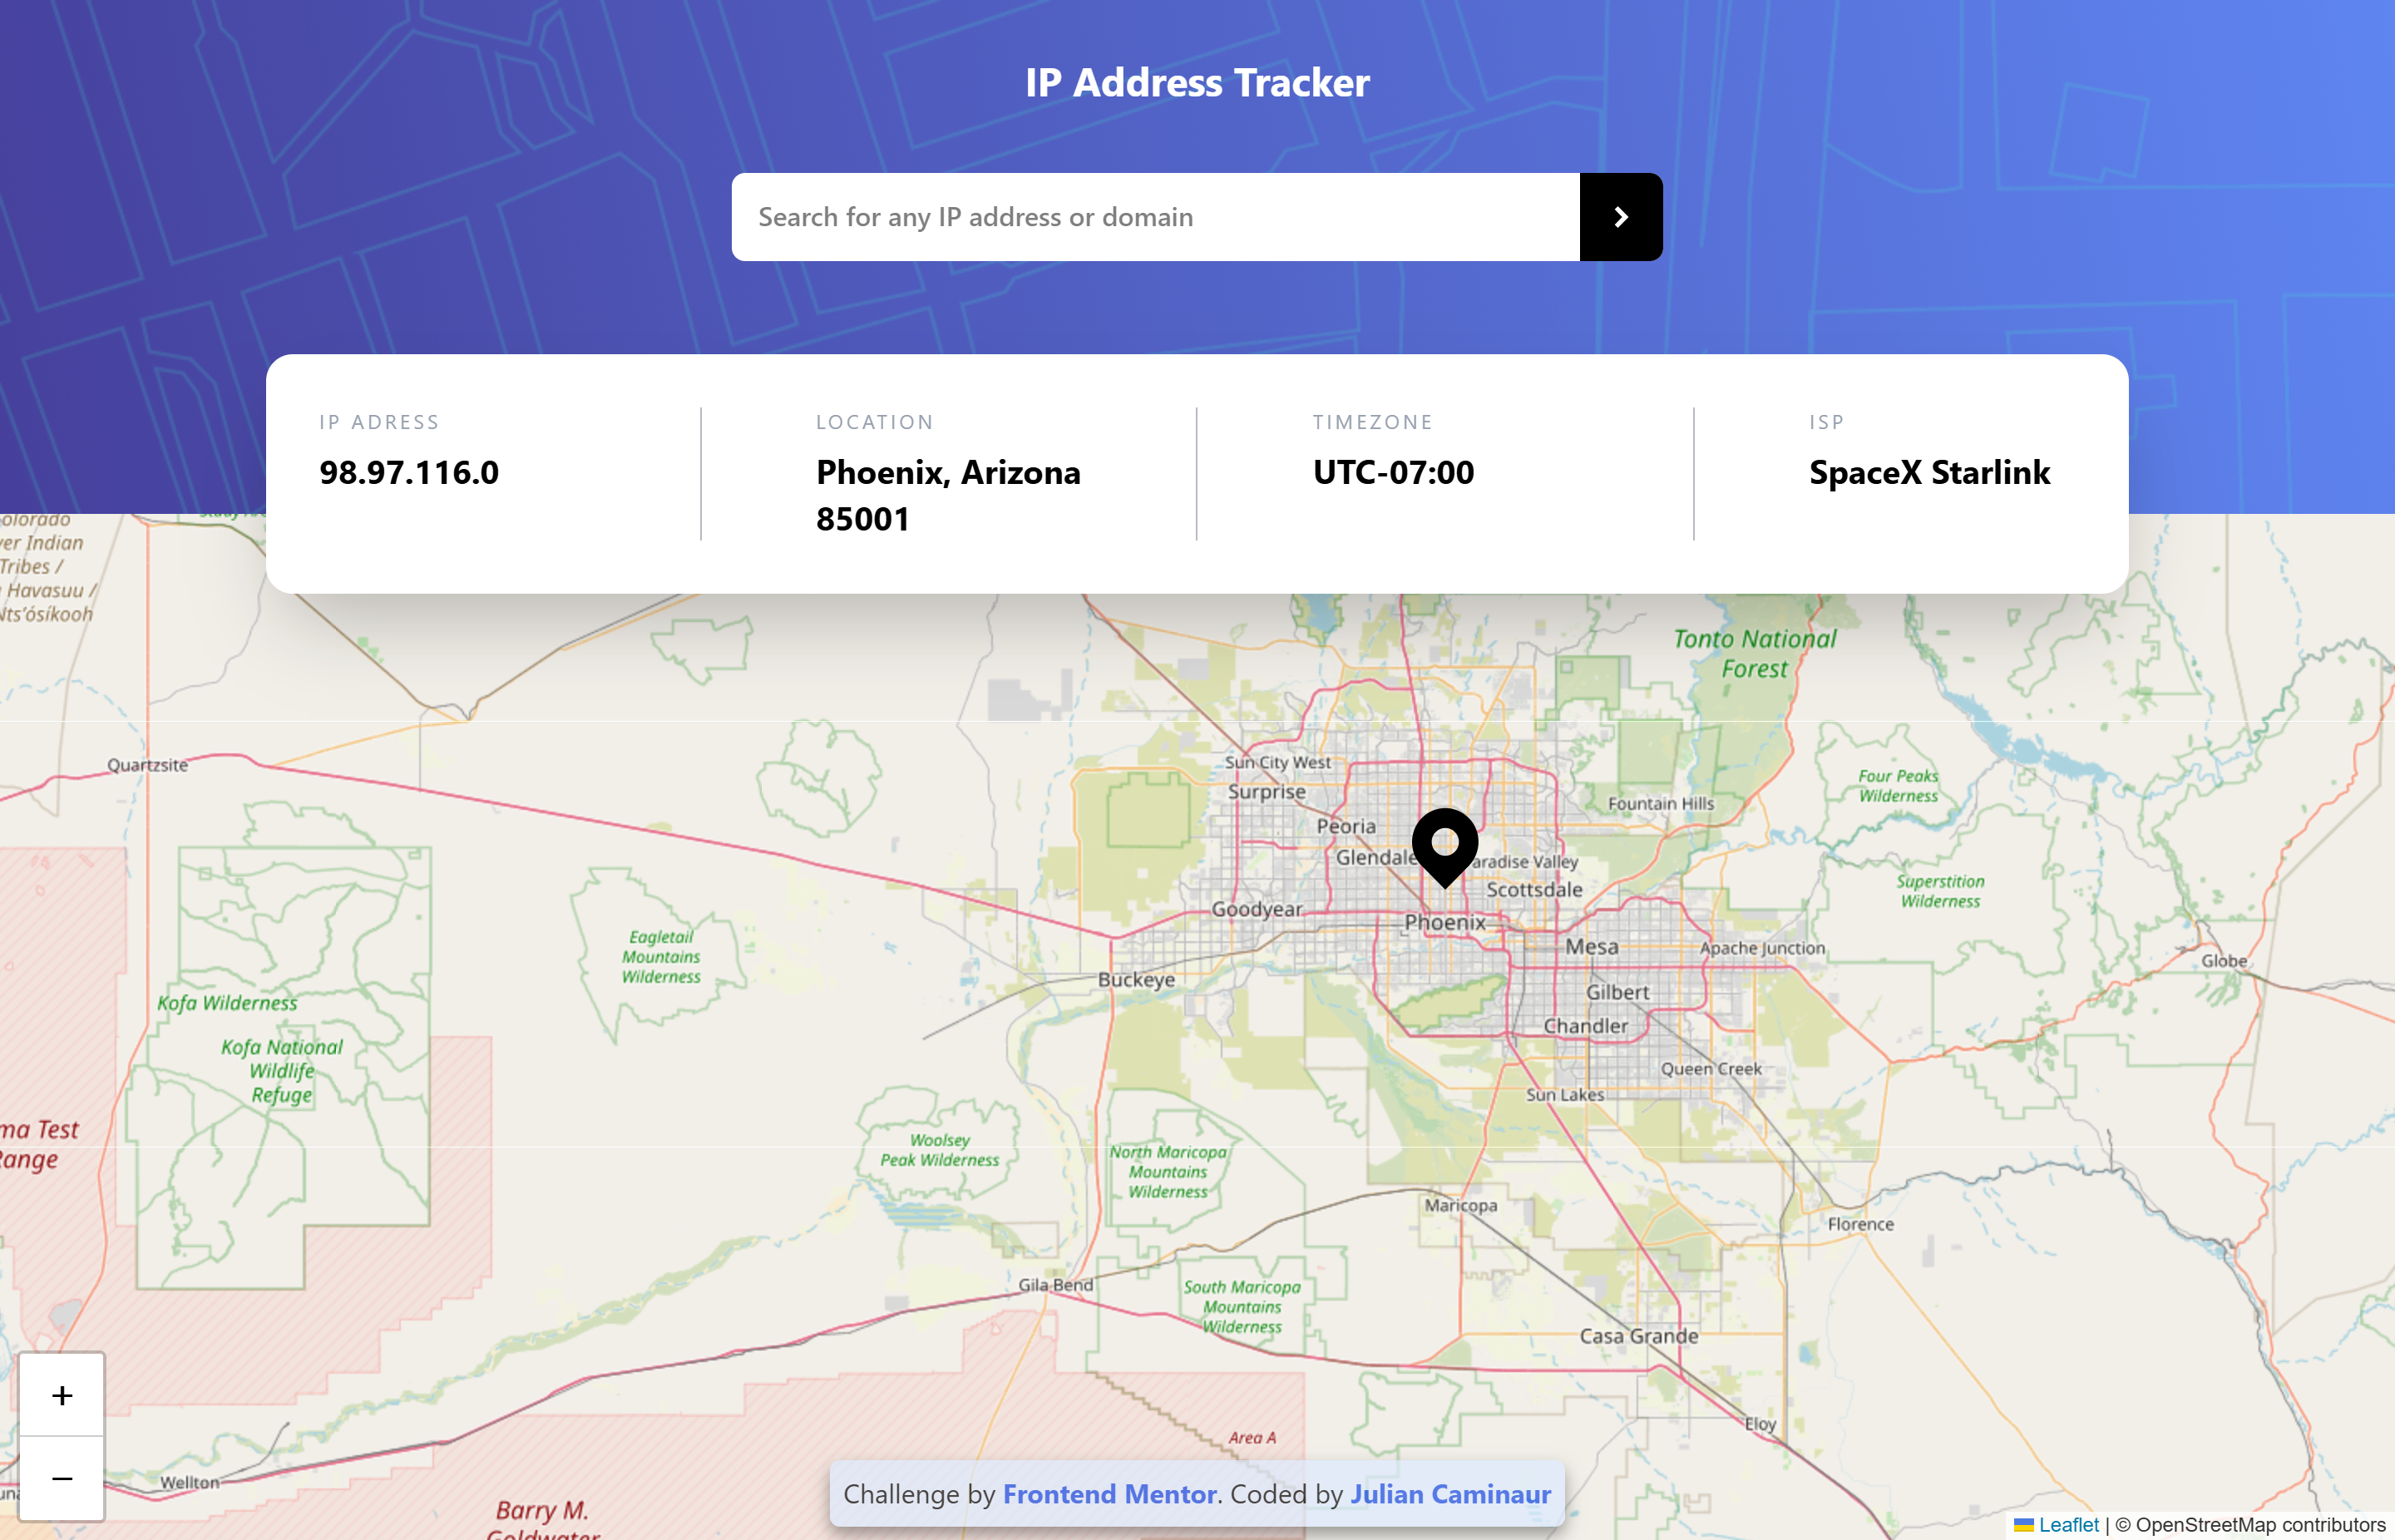 IP Address Tracker
Search for any IP address or domain
IP ADRESS
98.97.116.0
LOCATION
Phoenix, Arizona
85001
TIMEZONE
UTC-07:00
ISP
SpaceX Starlink
olorado
er Indian
Tribes /
Havasuu /
Nts'ósíkooh
Tonto National
Forest
Quartzsite
Sun City West
Surprise
Four Peaks
Wilderness
Fountain Hills
Peoria
Glendale
aradise Valley
Scottsdale
Superstition
Wilderness
Goodyear
Phoenix
Eagletail
Mountains
Wilderness
Mesa
Apache Junction
Globe
Buckeye
Gilbert
Kofa Wilderness
Chandler
Kofa National
Wildlife
Refuge
Queen Creek
Sun Lakes
ma Test
Range
Woolsey
Peak Wilderness
North Maricopa
Mountains
Wilderness
Maricopa
Florence
Gila Bend
South Maricopa
Mountains
Wilderness
Casa Grande
+
−
Eloy
Area A
Wellton
Barry M.
Goldwater
Challenge by Frontend Mentor. Coded by Julian Caminaur
Leaflet | © OpenStreetMap contributors